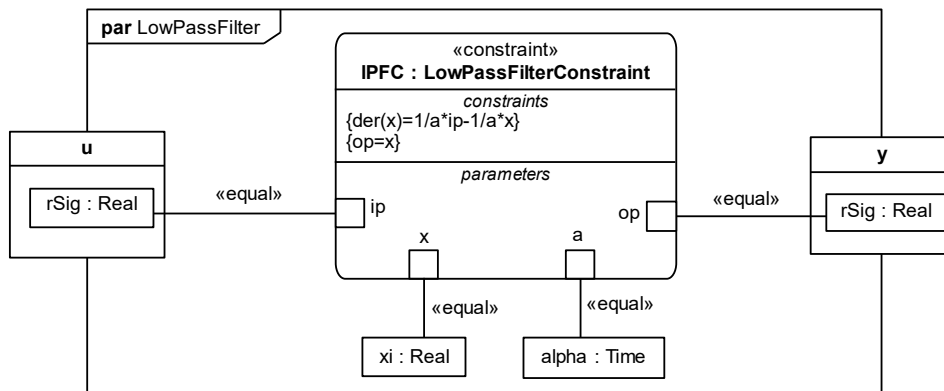 par LowPassFilter
«constraint»
IPFC : LowPassFilterConstraint
constraints
{der(x)=1/a*ip-1/a*x}
{op=x}
parameters
u
rSig : Real
«equal»
ip
op
«equal»
y
rSig : Real
x
a
«equal»
«equal»
xi : Real
alpha : Time